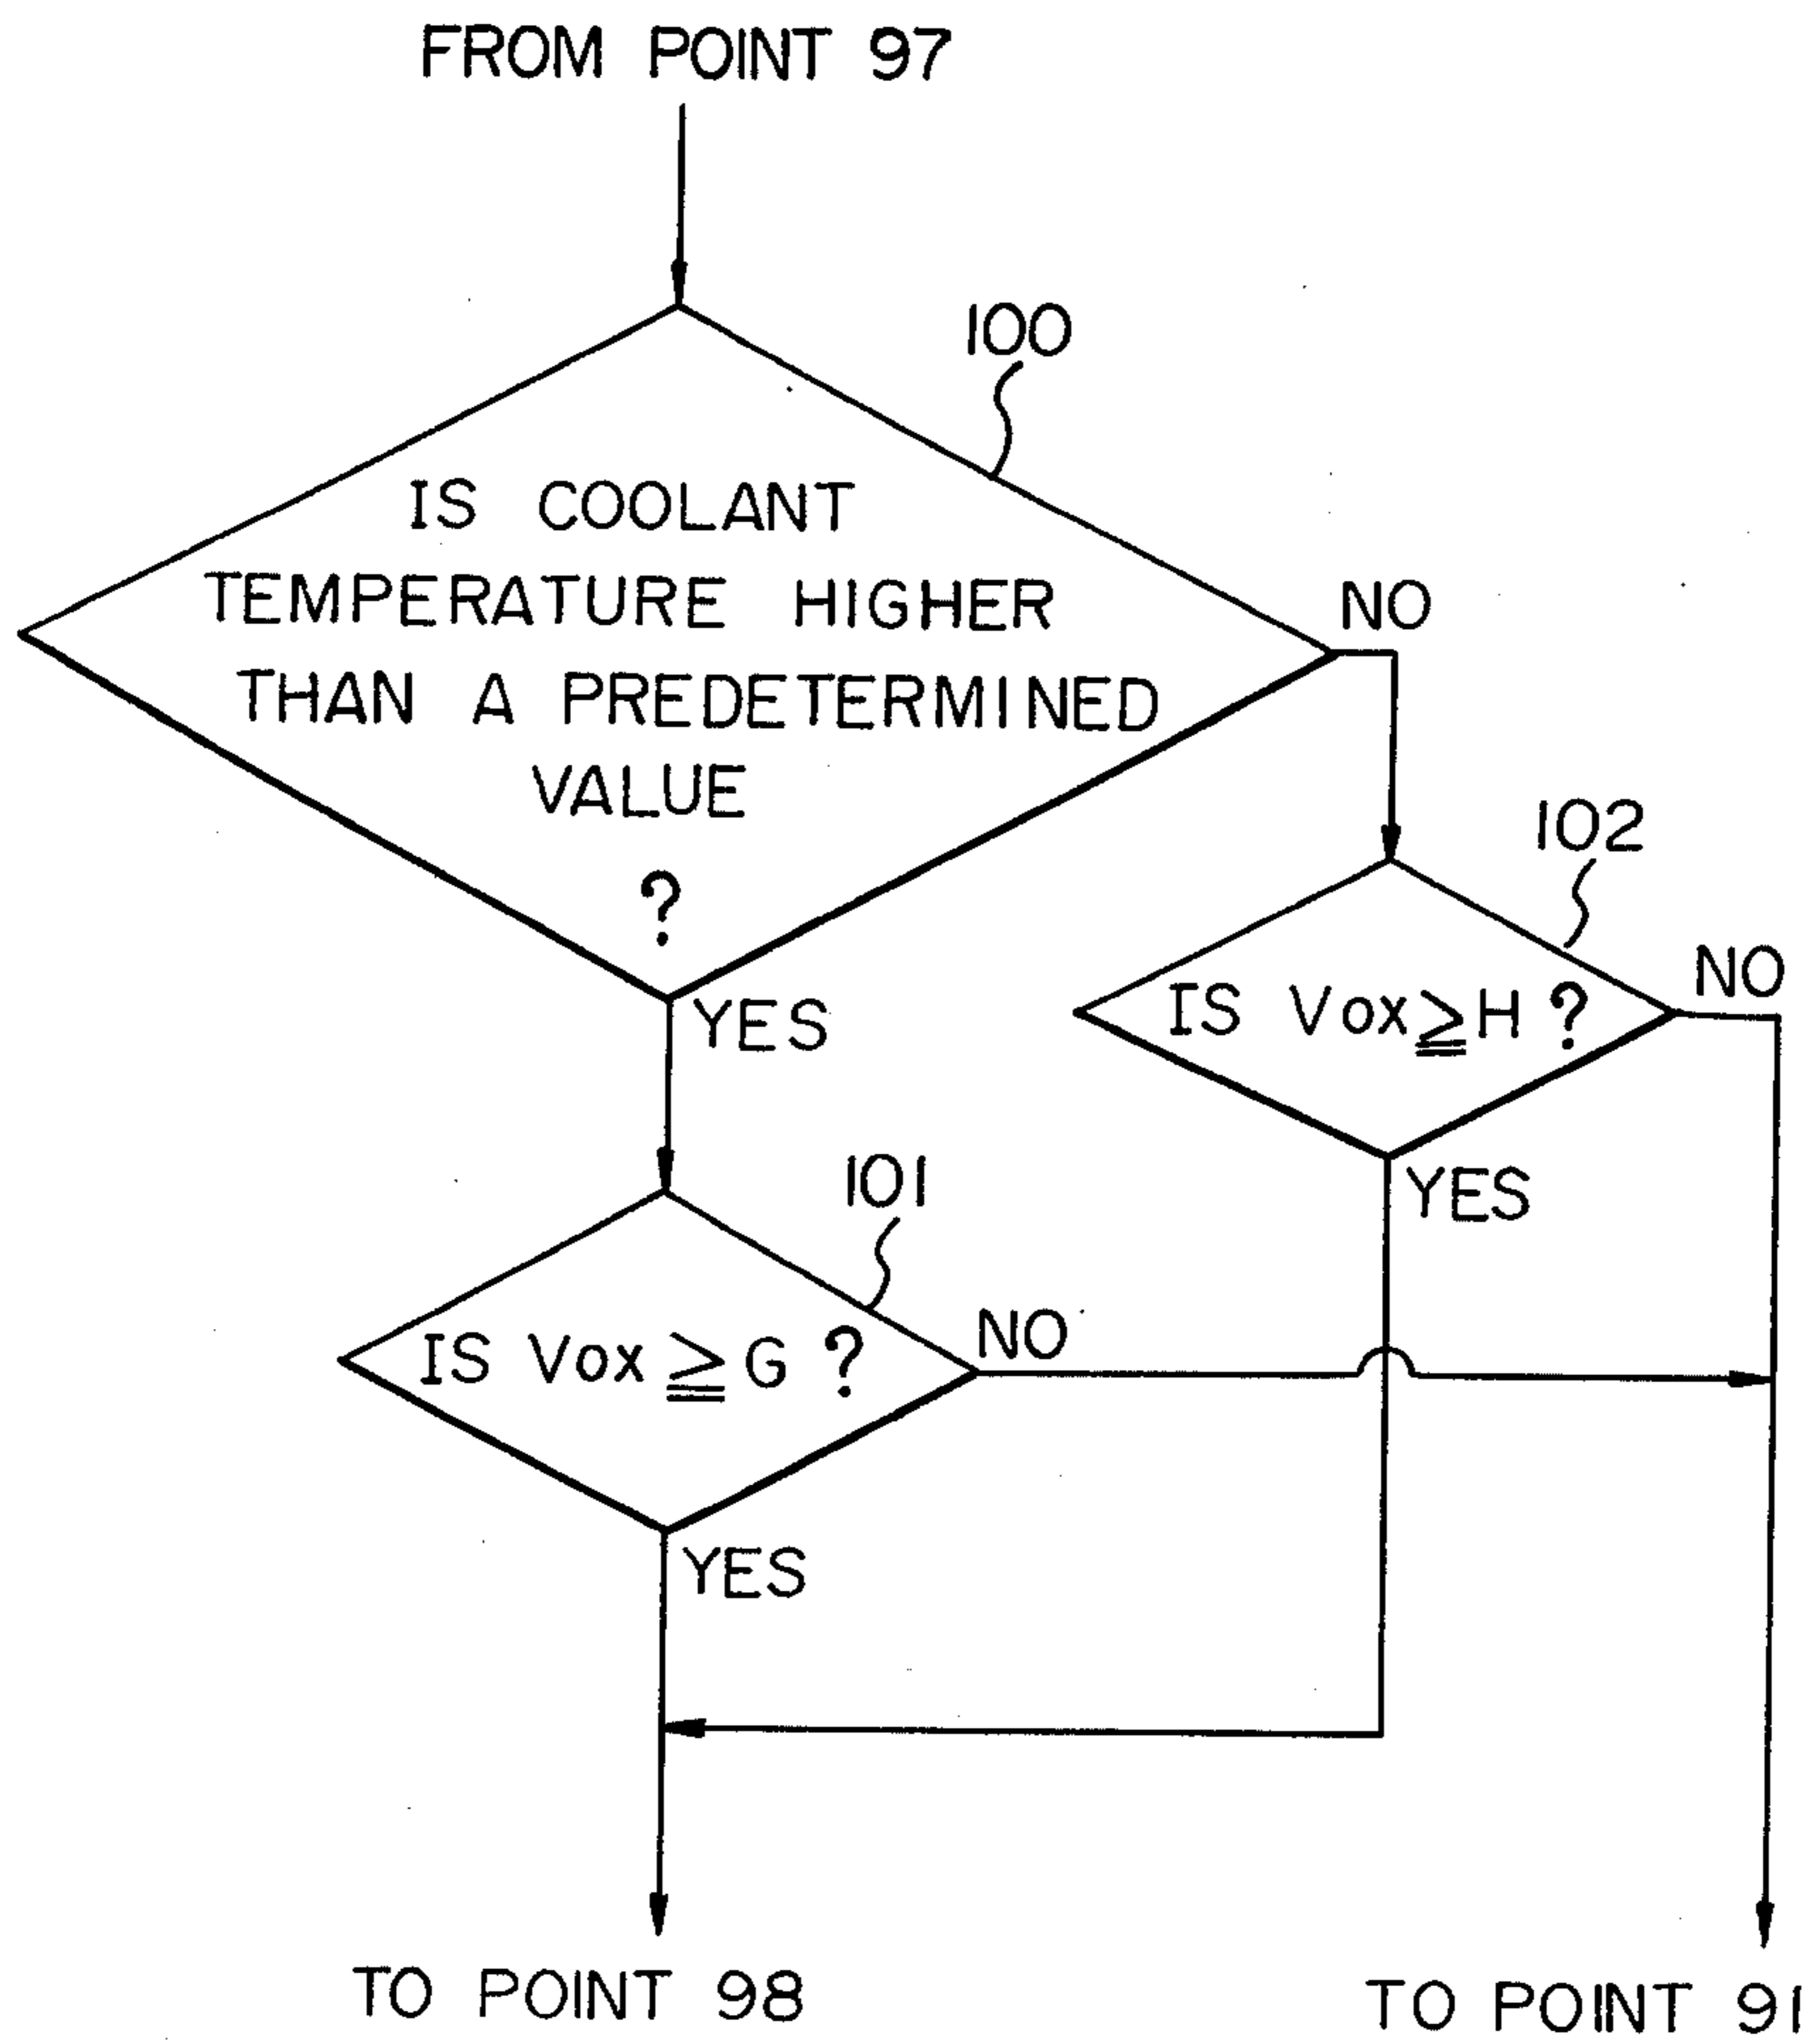 FROM POINT 97
100
IS COOLANT
TEMPERATURE HIGHER
THAN A PREDETERMINED
VALUE
?
NO
YES
102
IS Vox≧H ?
NO
YES
101
IS Vox ≧ G ?
NO
YES
TO POINT 98
TO POINT 91